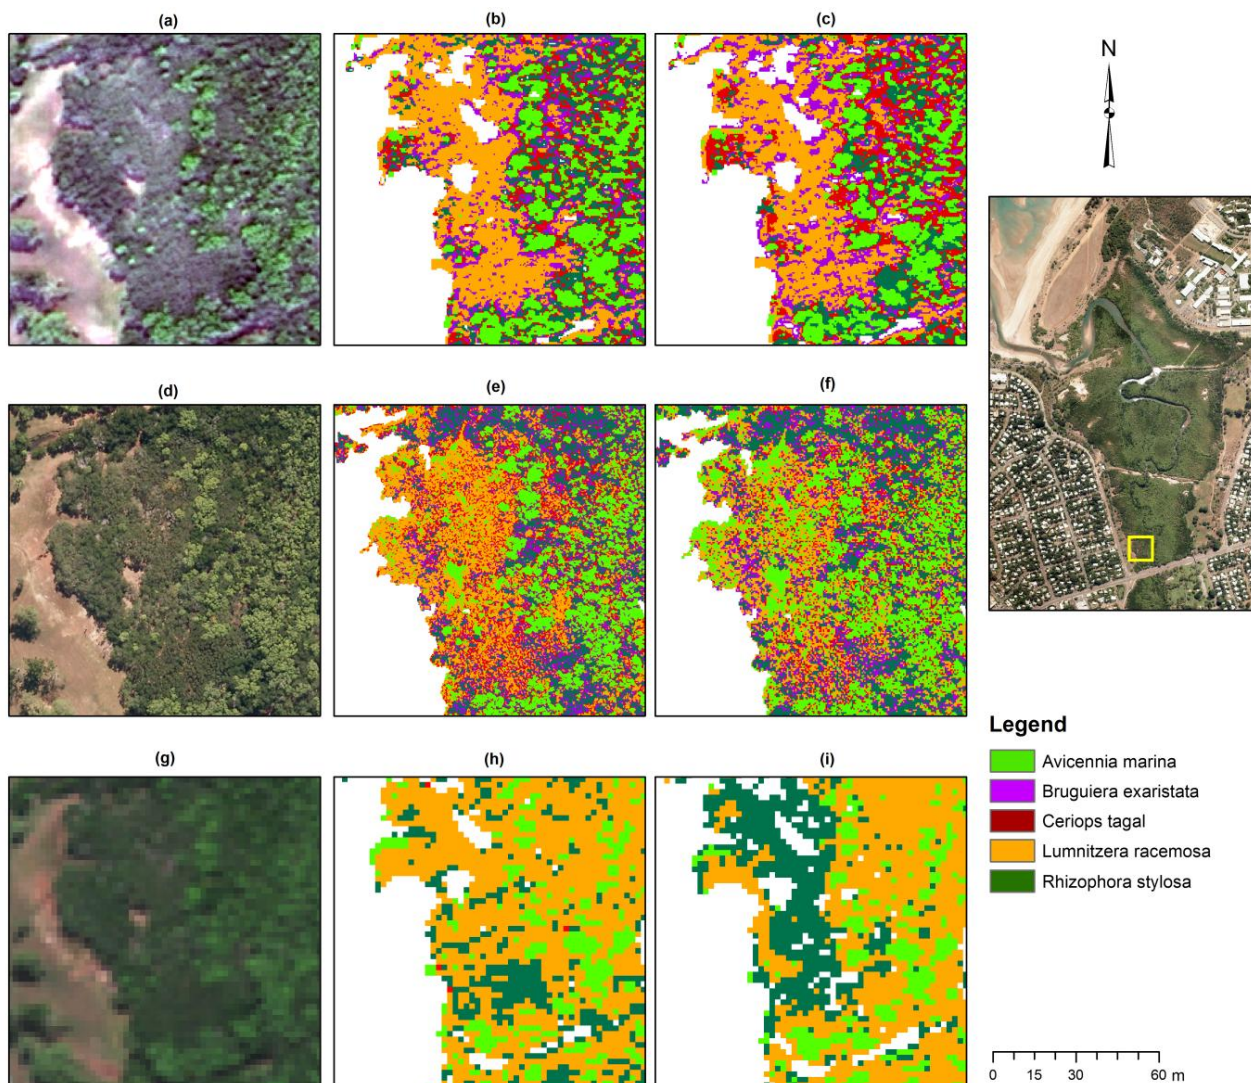 (a)
(b)
(c)
N
(d)
(e)
(f)
(g)
(h)
(i)
Legend
Avicennia marina
Bruguiera exaristata
Ceriops tagal
Lumnitzera racemosa
Rhizophora stylosa
0 15 30 60 m